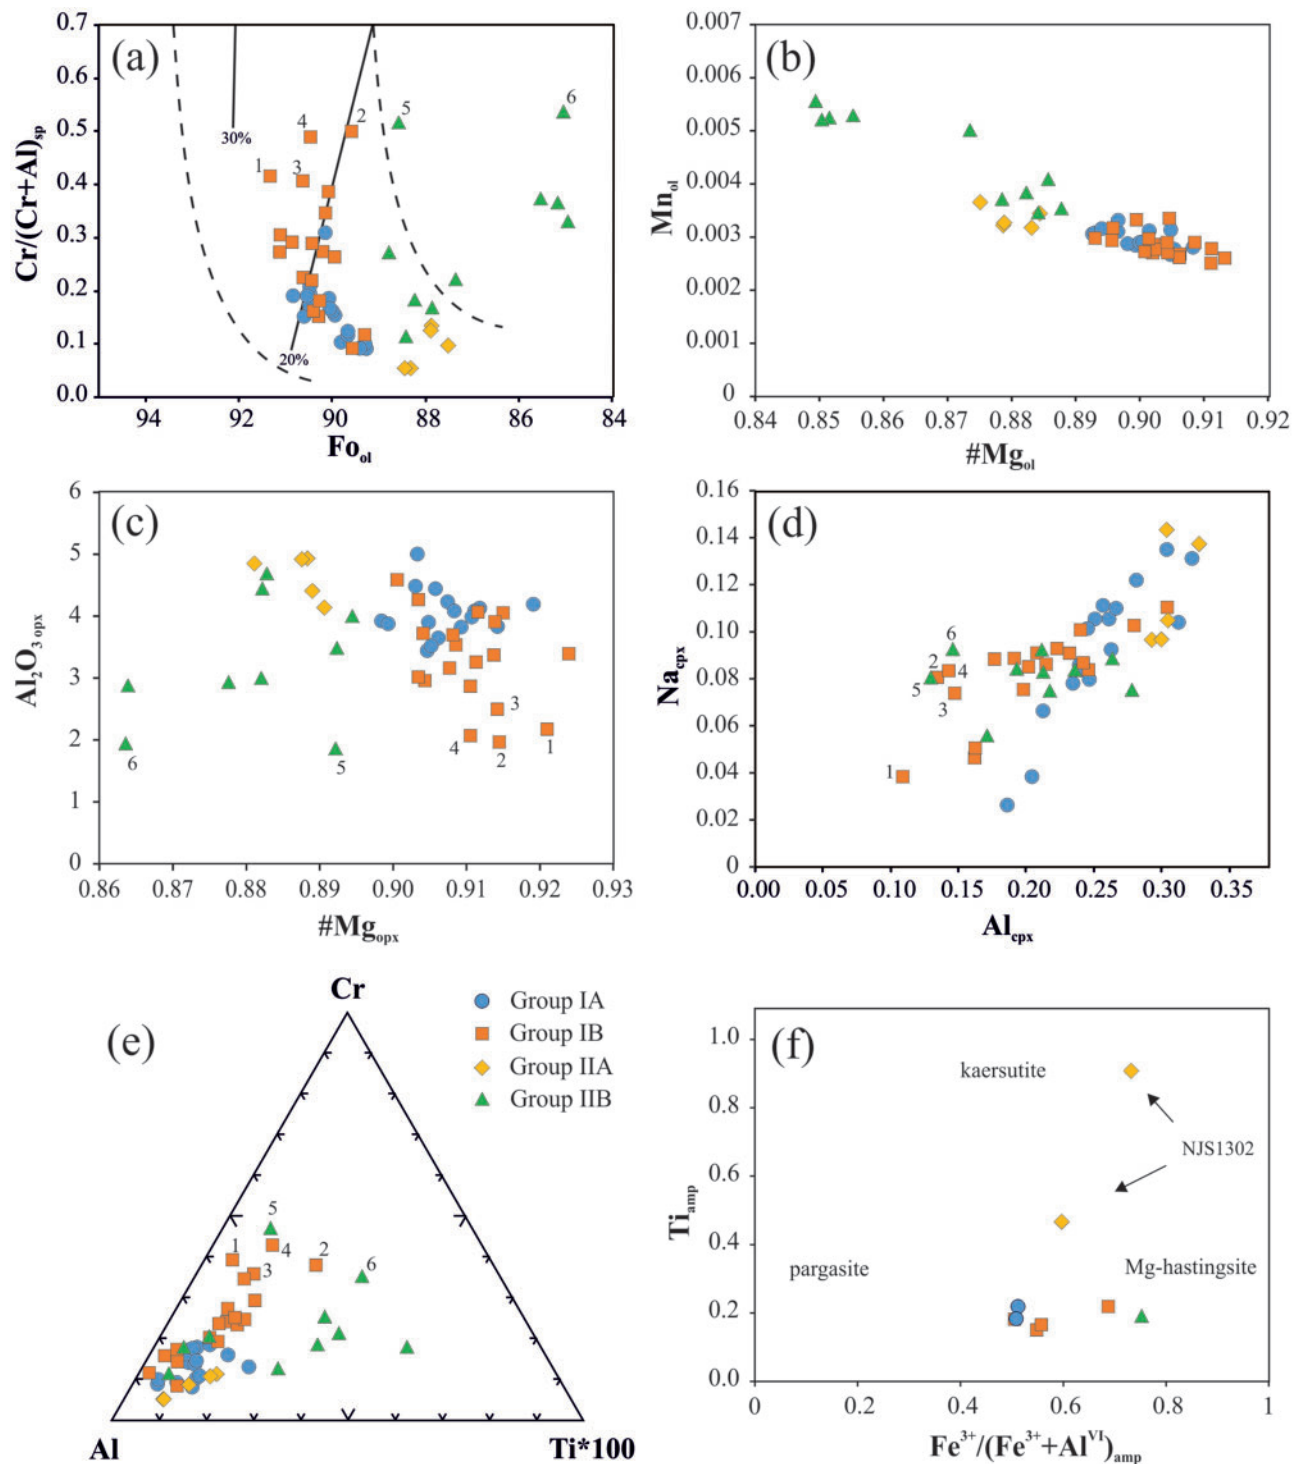 (a)
0.7
0.6
0.5
0.4
0.3
0.2
0.1
0.0
Cr/(Cr+Al)sp
30%
20%
1
4
3
2
5
6
94 92 90 88 86 84
Fo_ol
(b)
0.007
0.006
0.005
0.004
0.003
0.002
0.001
0
Mn_ol
0.84 0.85 0.86 0.87 0.88 0.89 0.90 0.91 0.92
#Mg_ol
(c)
6
5
4
3
2
1
0
Al₂O₃ opx
6
5
4
2
3
1
0.86 0.87 0.88 0.89 0.90 0.91 0.92 0.93
#Mg_opx
(d)
0.16
0.14
0.12
0.10
0.08
0.06
0.04
0.02
0
Na_cpx
6
2
4
5
3
1
0.00 0.05 0.10 0.15 0.20 0.25 0.30 0.35
Al_cpx
(e)
Cr
Group IA
Group IB
Group IIA
Group IIB
5
1
4
2
3
6
Al
Ti*100
(f)
1.0
0.8
0.6
0.4
0.2
0.0
Ti_amp
kaersutite
NJS1302
pargasite
Mg-hastingsite
0 0.2 0.4 0.6 0.8 1
Fe³⁺/(Fe³⁺+Alⱽᴵ)amp